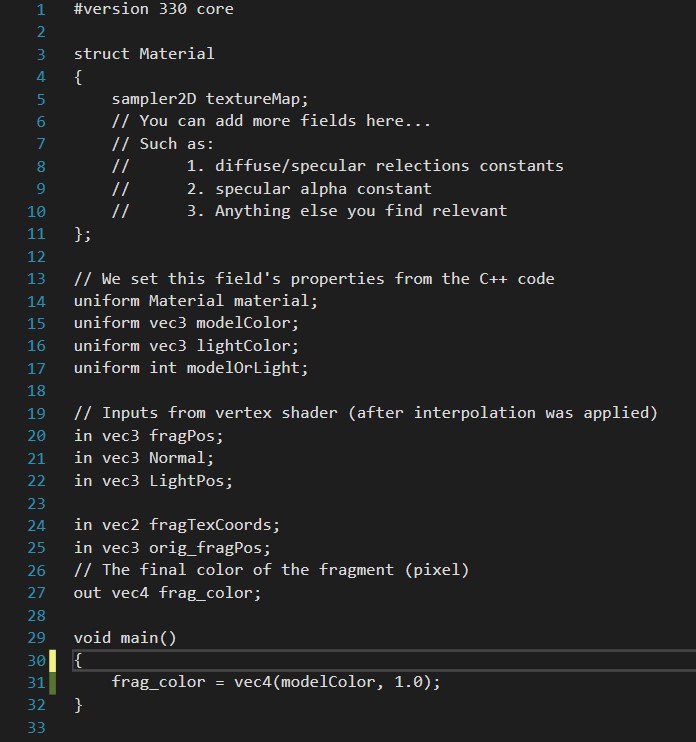 1 #version 330 core
2
3 struct Material
4 {
5     sampler2D textureMap;
6     // You can add more fields here...
7     // Such as:
8     //      1. diffuse/specular relections constants
9     //      2. specular alpha constant
10     //      3. Anything else you find relevant
11 };
12
13 // We set this field's properties from the C++ code
14 uniform Material material;
15 uniform vec3 modelColor;
16 uniform vec3 lightColor;
17 uniform int modelOrLight;
18
19 // Inputs from vertex shader (after interpolation was applied)
20 in vec3 fragPos;
21 in vec3 Normal;
22 in vec3 LightPos;
23
24 in vec2 fragTexCoords;
25 in vec3 orig_fragPos;
26 // The final color of the fragment (pixel)
27 out vec4 frag_color;
28
29 void main()
30 {
31     frag_color = vec4(modelColor, 1.0);
32 }
33